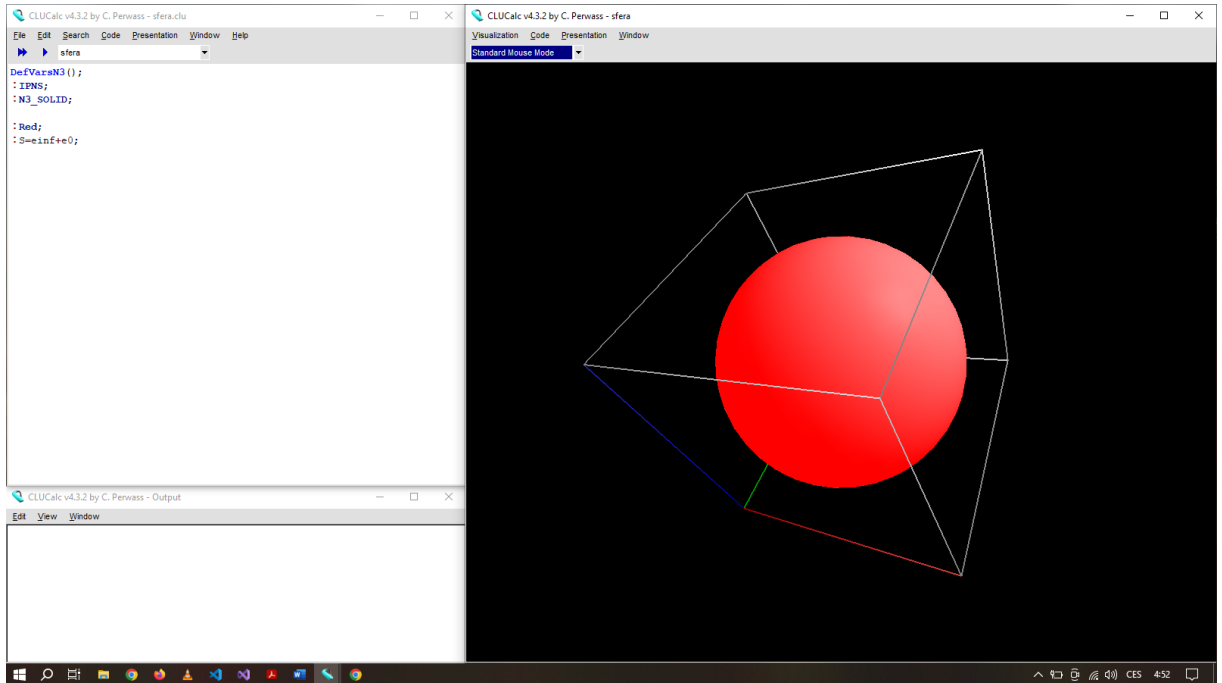 CLUCalc v4.3.2 by C. Perwass - sfera.clu
File Edit Search Code Presentation Window Help
sfera
DefVarsN3();
:IPNS;
:N3_SOLID;
:Red;
:S=einf+e0;
CLUCalc v4.3.2 by C. Perwass - Output
Edit View Window
CLUCalc v4.3.2 by C. Perwass - sfera
Visualization Code Presentation Window
Standard Mouse Mode
CES 4:52